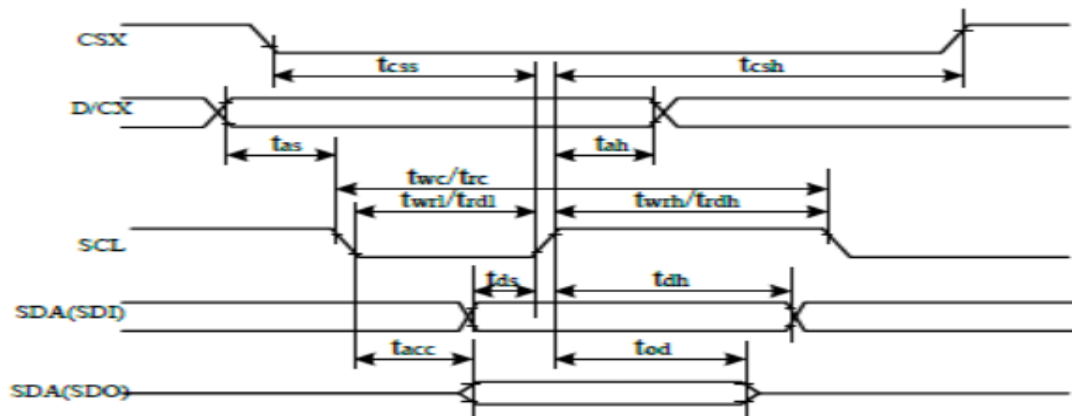 CSX
tcss tcsh
D/CX
tas tah
twc/trc
twrl/trdl twrh/trdh
SCL
tds tdh
SDA(SDI)
tacc tod
SDA(SDO)